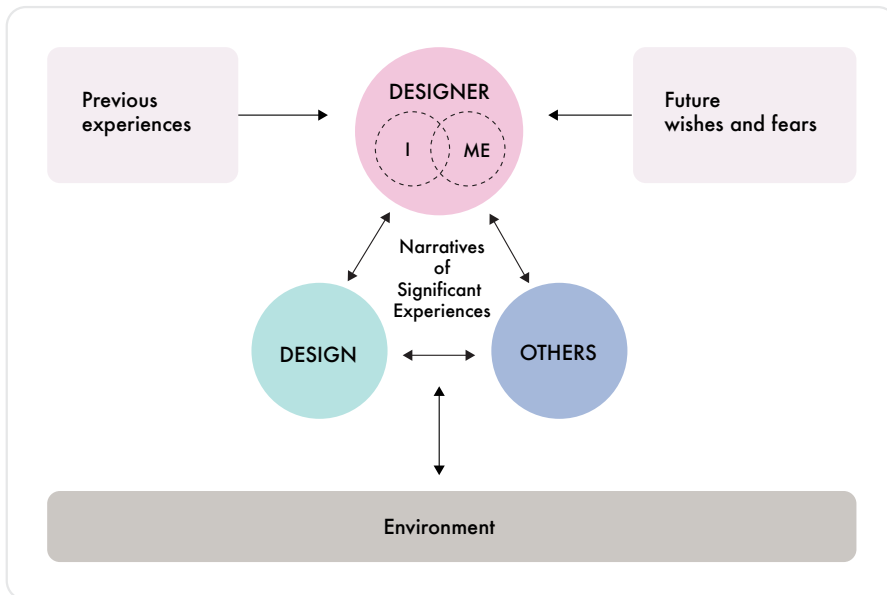 Previous
experiences
DESIGNER
I
ME
Future
wishes and fears
Narratives
of
Significant
Experiences
DESIGN
OTHERS
Environment